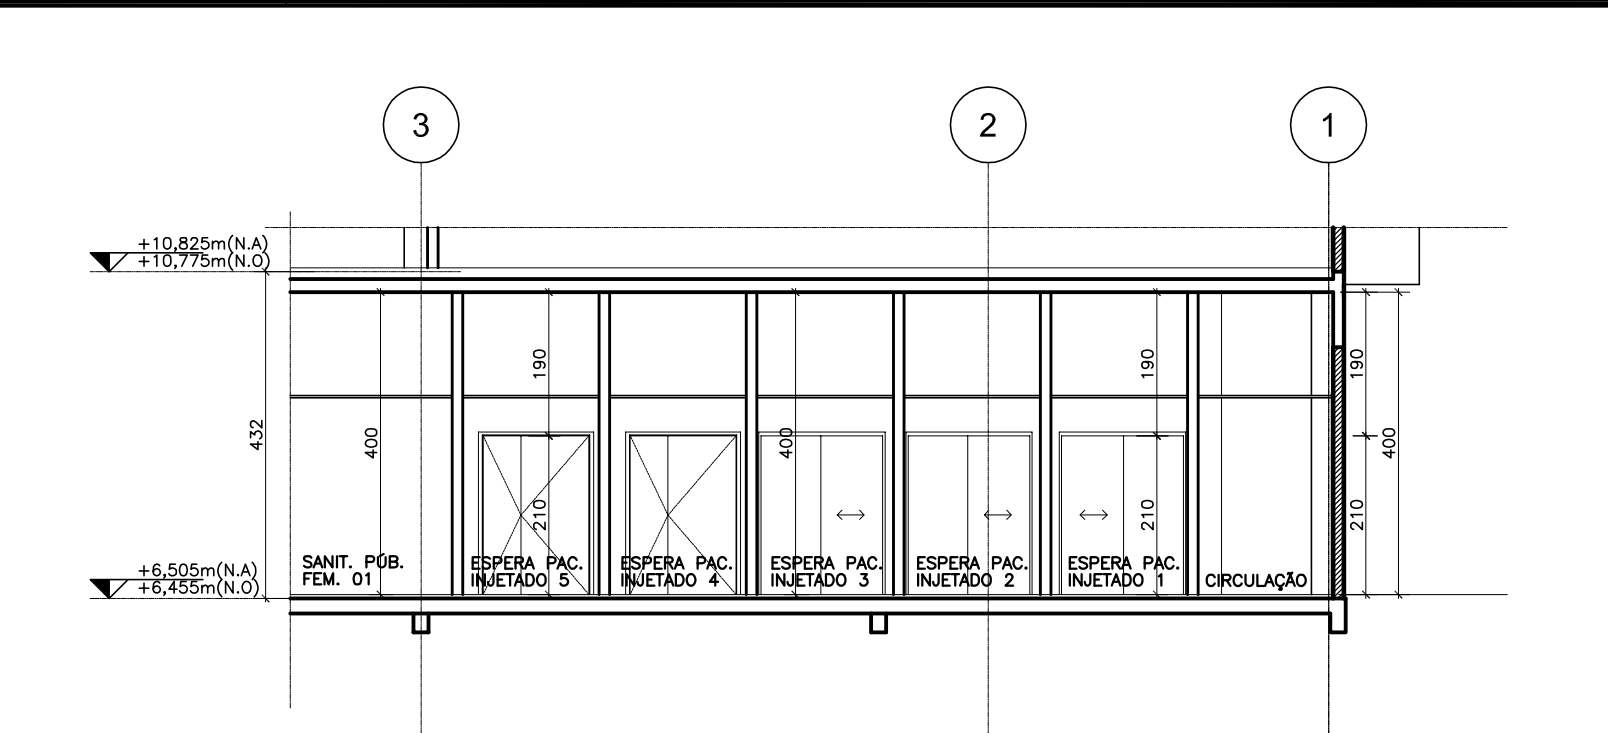 3
2
1
+10,825m(N.A)
+10,775m(N.O)
190
190
190
432
400
400
400
210
210
210
SANIT. PÚB.
FEM. 01
ESPERA PAC.
INJETADO 5
ESPERA PAC.
INJETADO 4
ESPERA PAC.
INJETADO 3
ESPERA PAC.
INJETADO 2
ESPERA PAC.
INJETADO 1
CIRCULAÇÃO
+6,505m(N.A)
+6,455m(N.O)